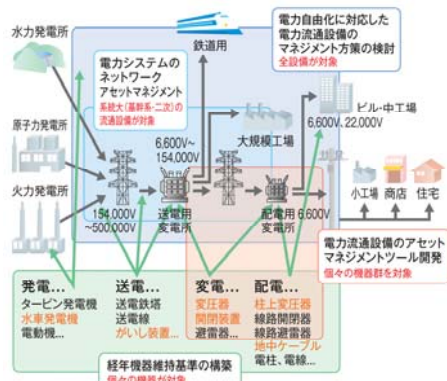 水力発電所
原子力発電所
火力発電所
鉄道用
電力システムの
ネットワーク
アセットマネジメント
系統大(基幹系-二次)の
流通設備が対象
電力自由化に対応した
電力流通設備の
マネジメント方策の検討
全設備が対象
大規模工場
ビル・中工場
6,600V、22,000V
6,600V~
154,000V
154,000V
~500,000V
送電用
変電所
配電用
変電所
6,600V
小工場
商店
住宅
電力流通設備のアセット
マネジメントツール開発
個々の機器群を対象
発電…
タービン発電機
水車発電機
電動機…
送電…
送電鉄塔
送電線
がいし装置…
変電…
変圧器
開閉装置
避雷器…
配電…
柱上変圧器
線路開閉器
線路避雷器
地中ケーブル
電柱、電線…
経年機器維持基準の構築
個々の機器が対象